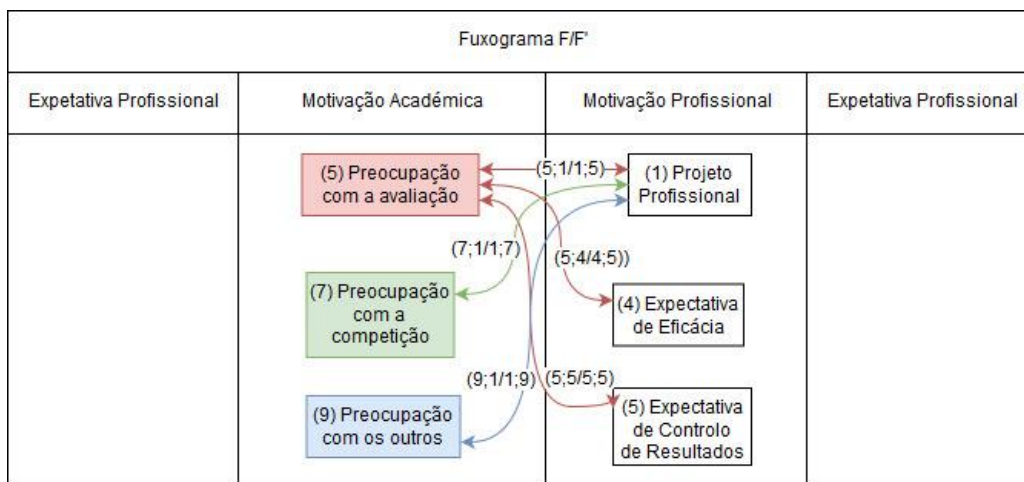 Fuxograma F/F'
Expetativa Profissional
Motivação Académica
Motivação Profissional
Expetativa Profissional
(5) Preocupação
com a avaliação
(5;1/1;5)
(1) Projeto
Profissional
(7;1/1;7)
(5;4/4;5))
(7) Preocupação
com a
competição
(4) Expectativa
de Eficácia
(9;1/1;9)
(5;5/5;5)
(9) Preocupação
com os outros
(5) Expectativa
de Controlo
de Resultados